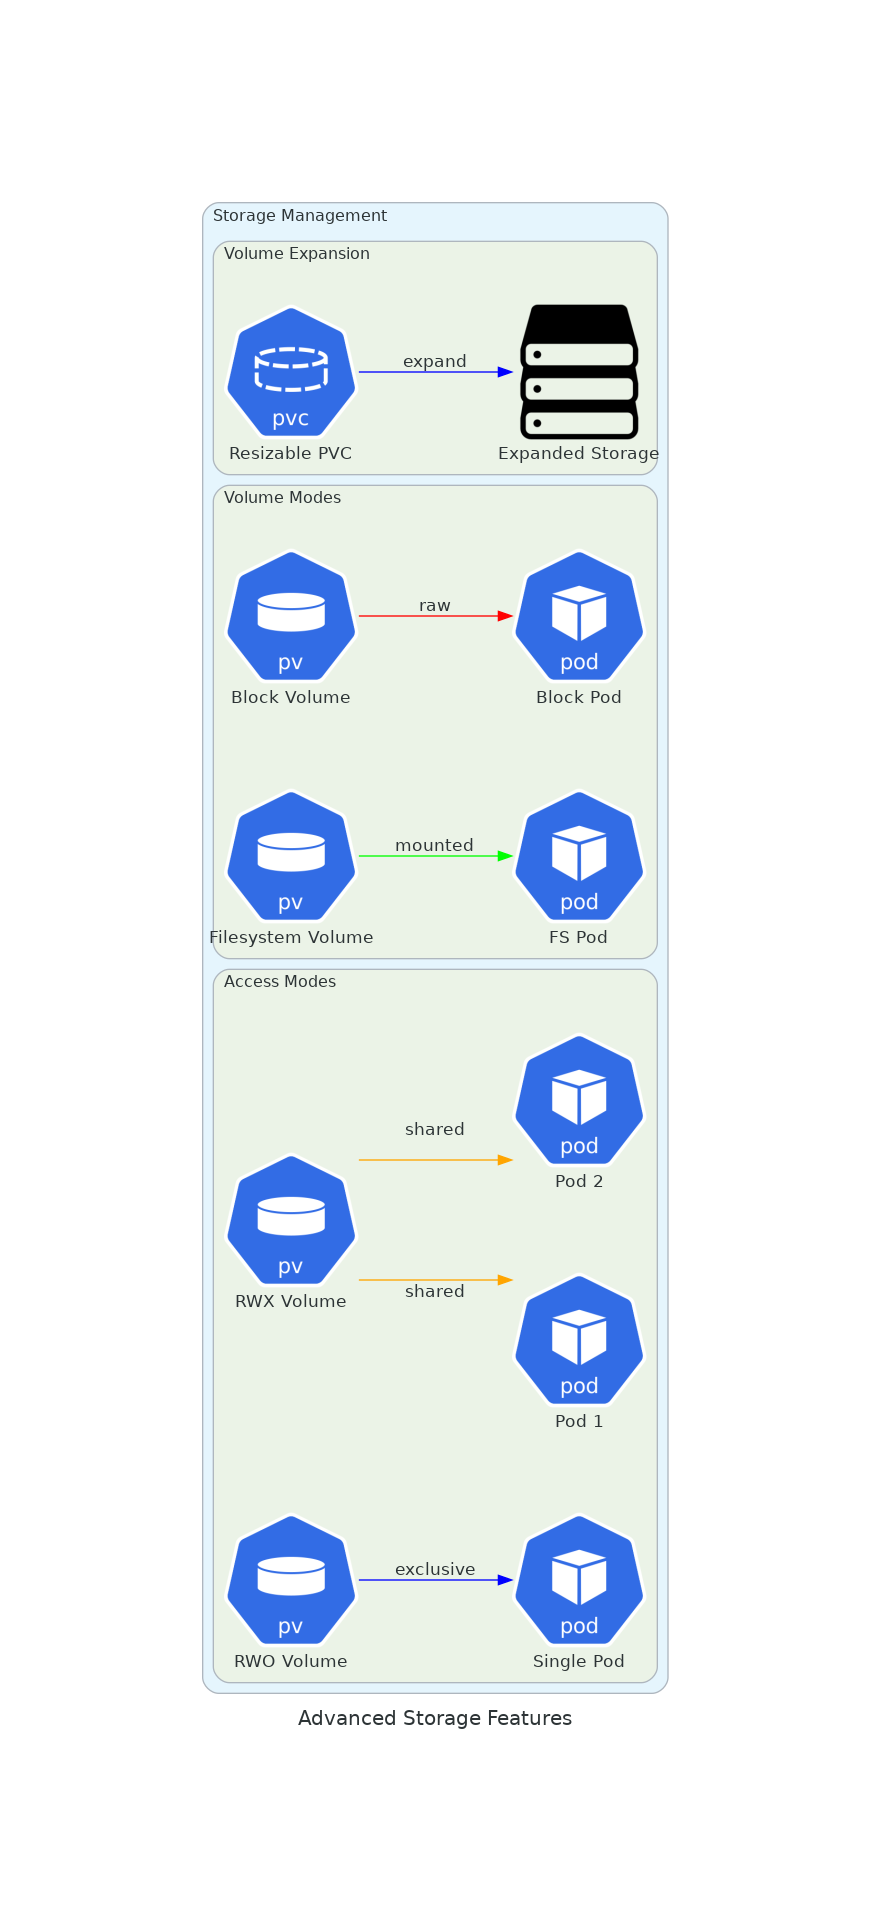 Storage Management
Volume Expansion
expand
pvc
Resizable PVC
Expanded Storage
Volume Modes
raw
pv
pod
Block Volume
Block Pod
mounted
pv
pod
Filesystem Volume
FS Pod
Access Modes
shared
pod
Pod 2
pv
shared
RWX Volume
pod
Pod 1
exclusive
pv
pod
RWO Volume
Single Pod
Advanced Storage Features